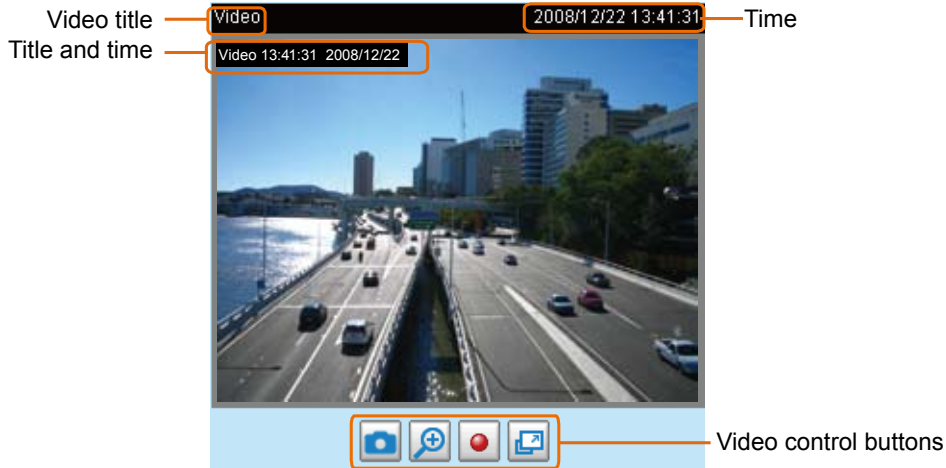 Video title
Video
2008/12/22 13:41:31
Time
Title and time
Video 13:41:31 2008/12/22
Video control buttons